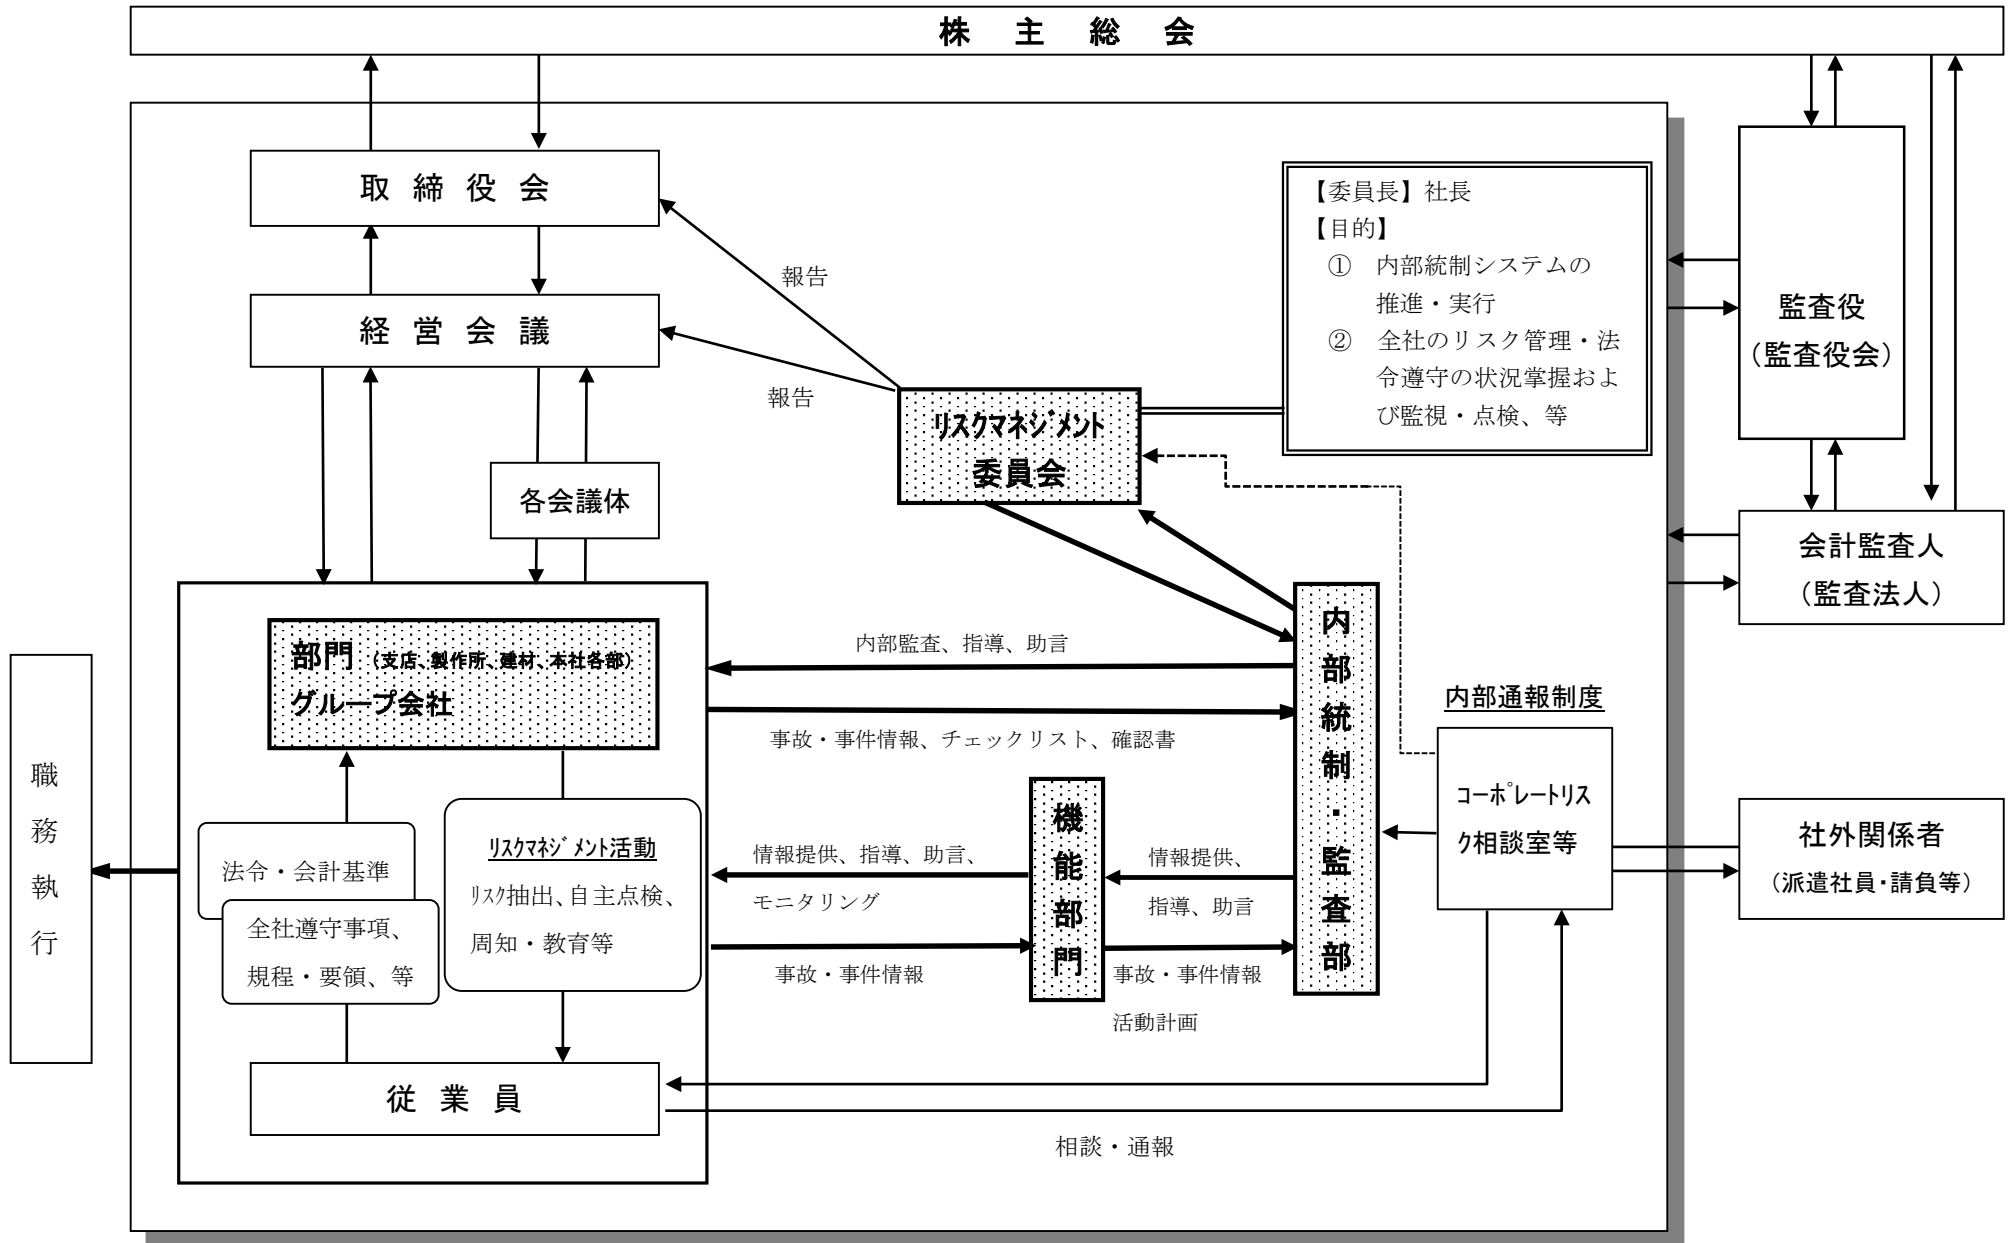 株主総会
取締役会
【委員長】社長
【目的】
① 内部統制システムの
推進・実行
② 全社のリスク管理・法
令遵守の状況掌握およ
び監視・点検、等
報告
経営会議
報告
監査役
（監査役会）
リスクマネジメント
委員会
各会議体
会計監査人
（監査法人）
部門（支店、製作所、建材、本社各部）
グループ会社
内部監査、指導、助言
事故・事件情報、チェックリスト、確認書
内部統制・監査部
内部通報制度
コーポレートリス
ク相談室等
職務執行
法令・会計基準
全社遵守事項、
規程・要領、等
リスクマネジメント活動
リスク抽出、自主点検、
周知・教育等
情報提供、指導、助言、
モニタリング
事故・事件情報
機能部門
情報提供、
指導、助言
事故・事件情報
活動計画
社外関係者
（派遣社員・請負等）
従業員
相談・通報